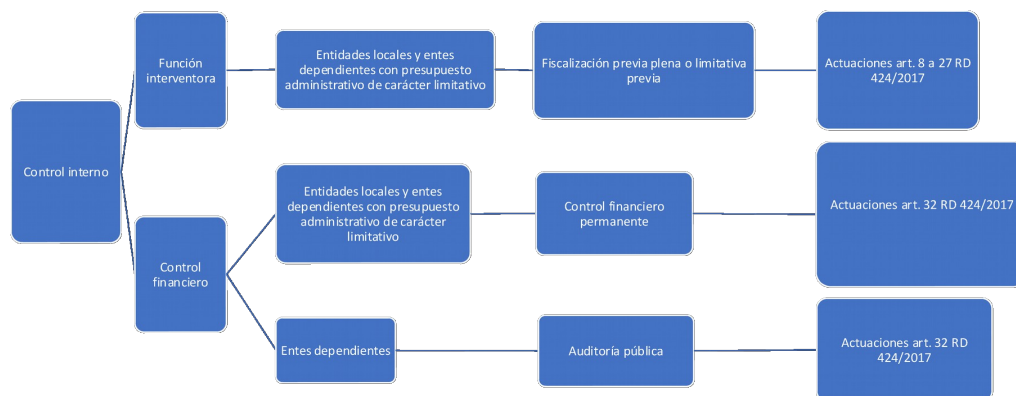 Control interno
Función
interventora
Entidades locales y entes
dependientes con presupuesto
administrativo de carácter limitativo
Fiscalización previa plena o limitativa
previa
Actuaciones art. 8 a 27 RD
424/2017
Control
financiero
Entidades locales y entes
dependientes con presupuesto
administrativo de carácter
limitativo
Control financiero
permanente
Actuaciones art. 32 RD 424/2017
Entes dependientes
Auditoría pública
Actuaciones art. 32 RD
424/2017